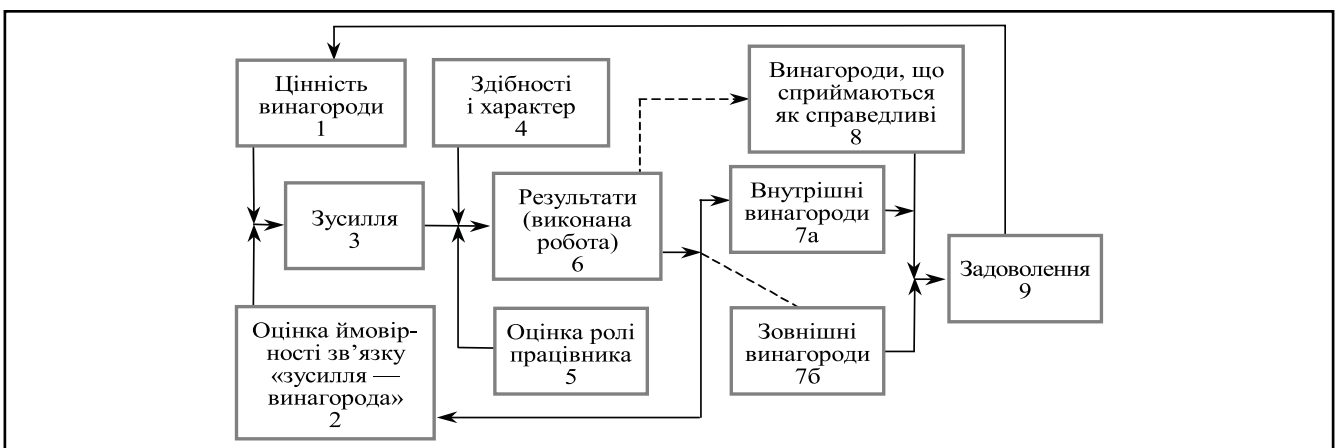 Цінність
винагороди
1
Здібності
і характер
4
Винагороди, що
сприймаються
як справедливі
8
Зусилля
3
Результати
(виконана
робота)
6
Внутрішні
винагороди
7а
Задоволення
9
Оцінка ймовір-
ності зв’язку
«зусилля —
винагорода»
2
Оцінка ролі
працівника
5
Зовнішні
винагороди
7б